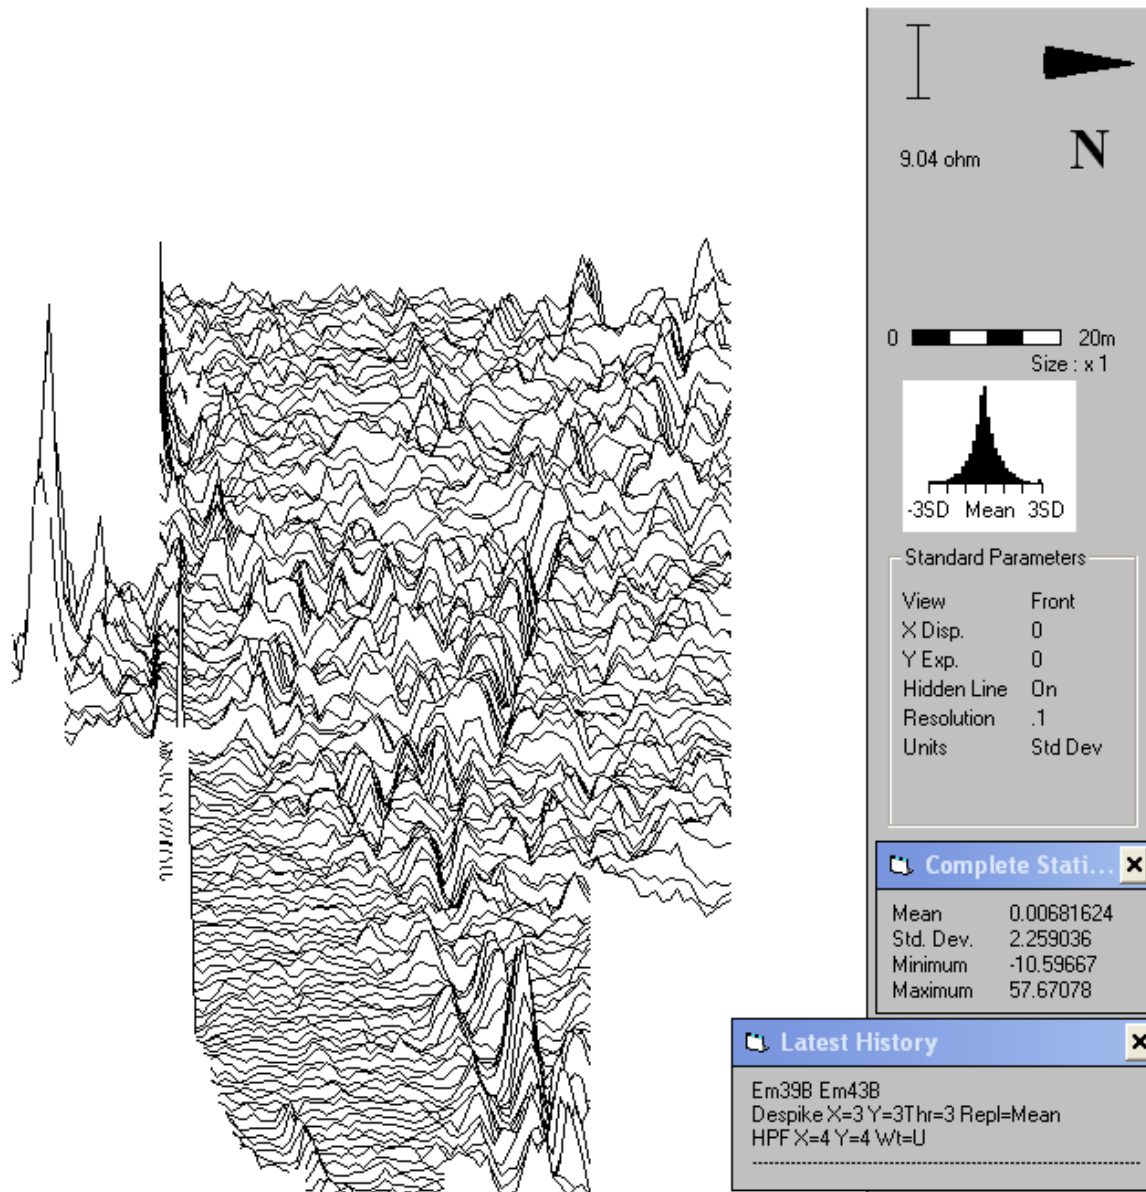 9.04 ohm
N
0 20m
Size : x 1
-3SD Mean 3SD
Standard Parameters
View Front
X Disp. 0
Y Exp. 0
Hidden Line On
Resolution .1
Units Std Dev
Complete Stati...
Mean 0.00681624
Std. Dev. 2.259036
Minimum -10.59667
Maximum 57.67078
Latest History
Em39B Em43B
Despike X=3 Y=3Thr=3 Repl=Mean
HPF X=4 Y=4 Wt=U